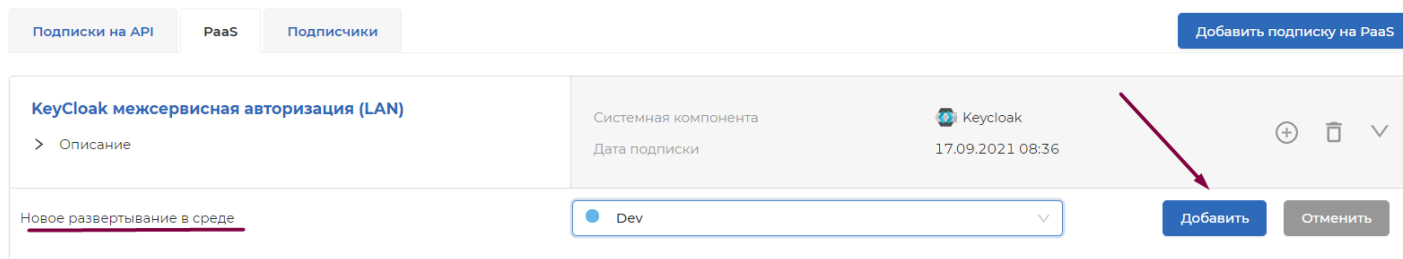 Подписки на API
PaaS
Подписчики
Добавить подписку на PaaS
KeyCloak межсервисная авторизация (LAN)
Описание
Системная компонента
Keycloak
Дата подписки
17.09.2021 08:36
Новое развертывание в среде
Dev
Добавить
Отменить